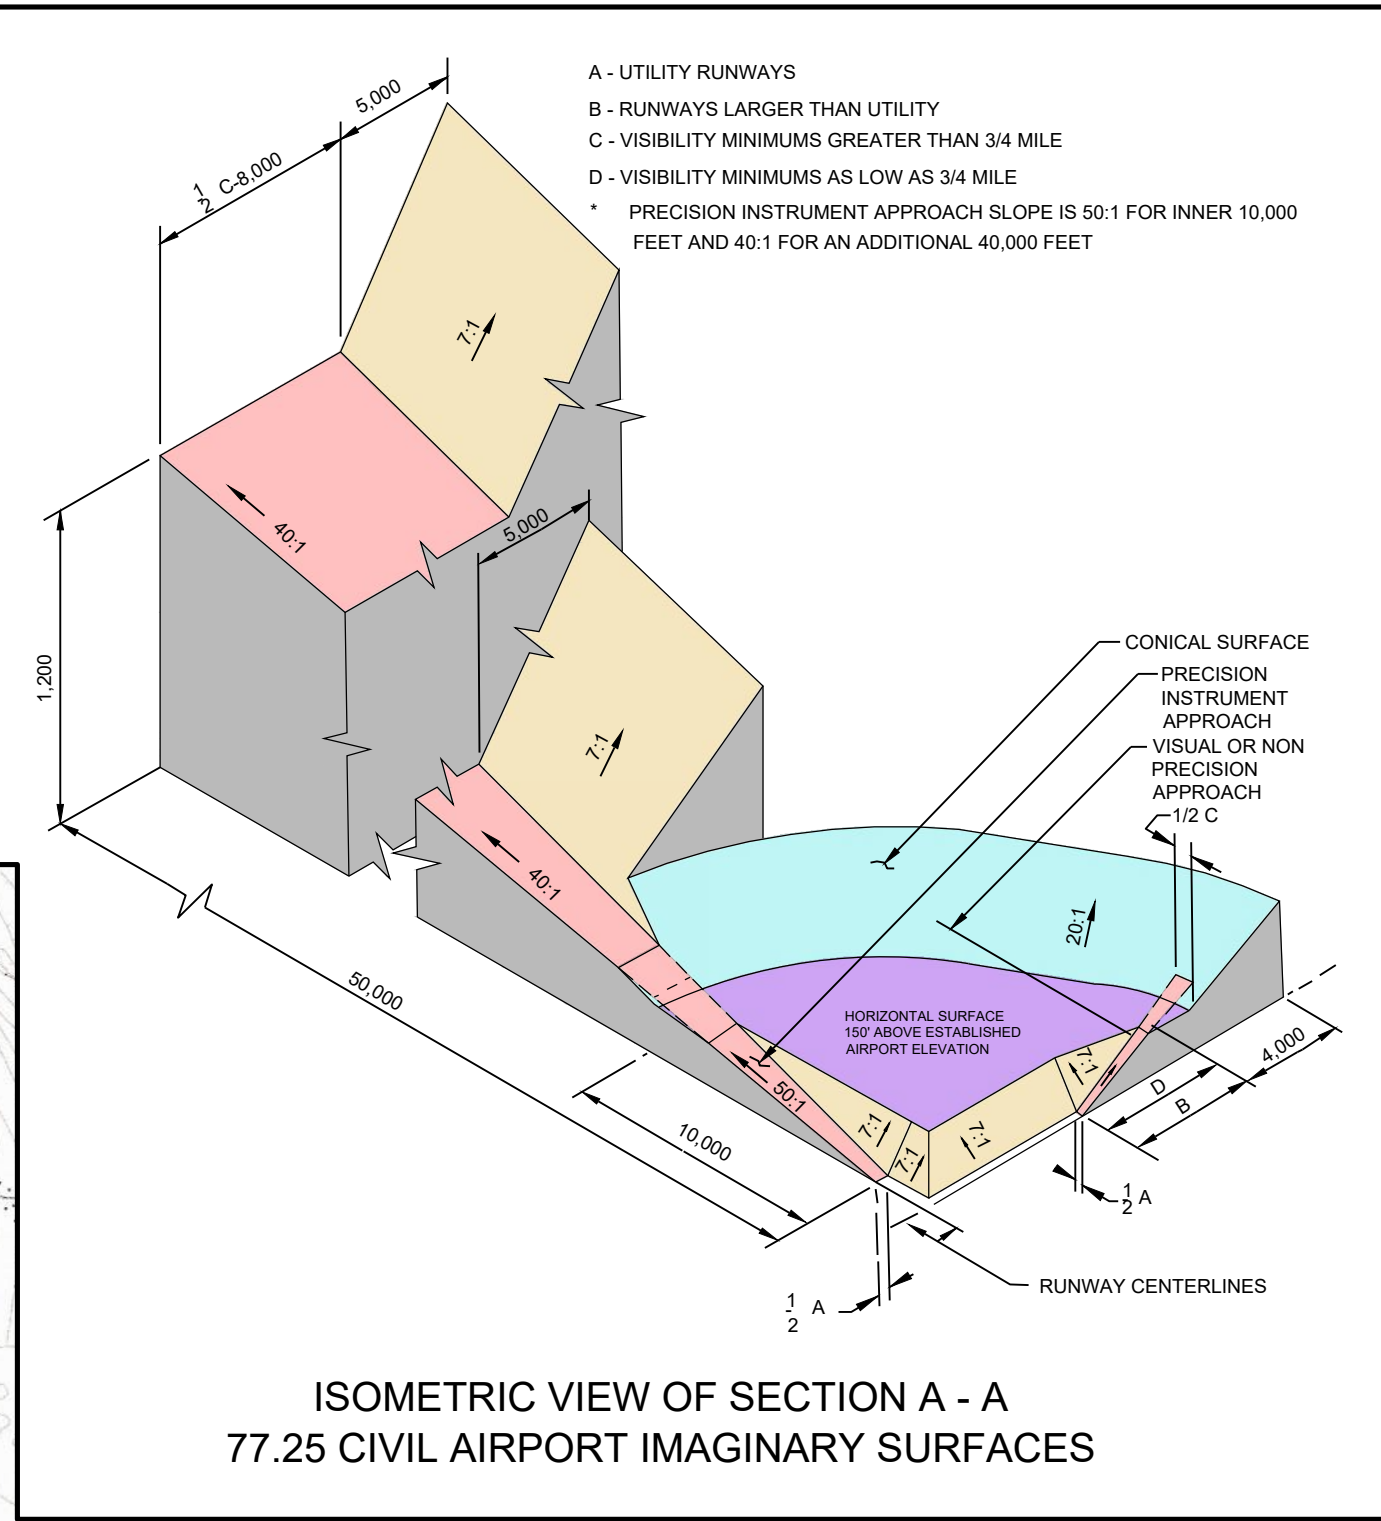 A - UTILITY RUNWAYS
B - RUNWAYS LARGER THAN UTILITY
C - VISIBILITY MINIMUMS GREATER THAN 3/4 MILE
D - VISIBILITY MINIMUMS AS LOW AS 3/4 MILE
* PRECISION INSTRUMENT APPROACH SLOPE IS 50:1 FOR INNER 10,000
FEET AND 40:1 FOR AN ADDITIONAL 40,000 FEET
5,000
1/2 C-8,000
7:1
40:1
5,000
1,200
7:1
CONICAL SURFACE
PRECISION
INSTRUMENT
APPROACH
VISUAL OR NON
PRECISION
APPROACH
1/2 C
40:1
20:1
50,000
HORIZONTAL SURFACE
150' ABOVE ESTABLISHED
AIRPORT ELEVATION
4,000
7:1
D
B
50:1
7:1
7:1
7:1
10,000
1/2 A
1/2 A
RUNWAY CENTERLINES
ISOMETRIC VIEW OF SECTION A - A
77.25 CIVIL AIRPORT IMAGINARY SURFACES